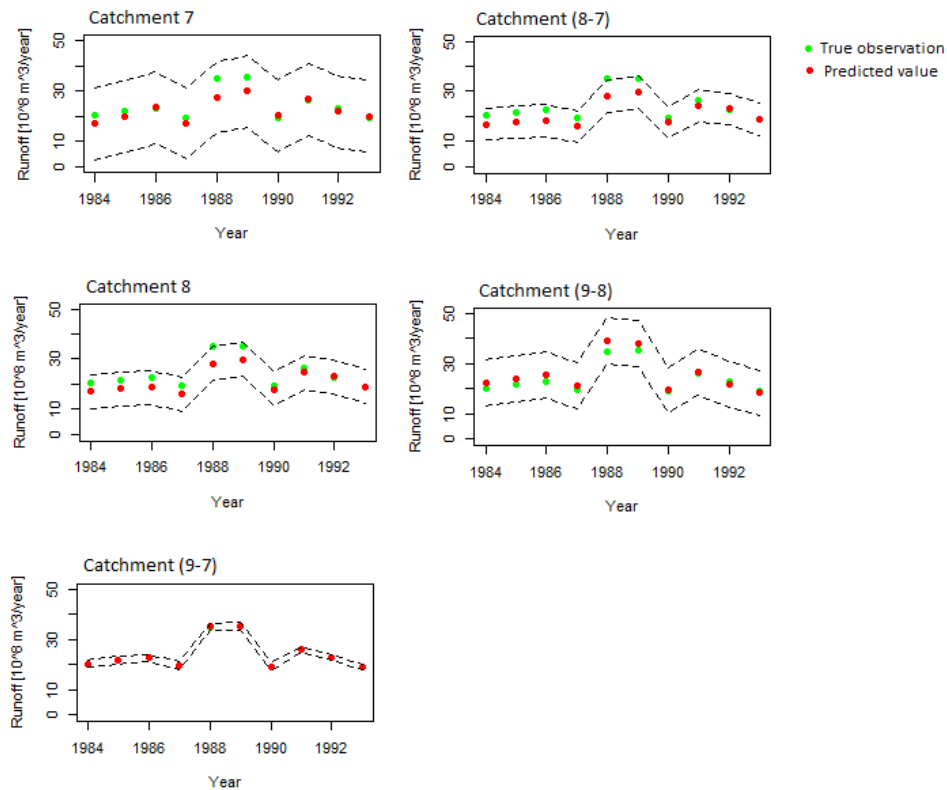 Catchment 7
Runoff [10^6 m^3/year]
50
30
10
0
1984 1986 1988 1990 1992
Year
Catchment (8-7)
Runoff [10^6 m^3/year]
50
30
10
0
1984 1986 1988 1990 1992
Year
True observation
Predicted value
Catchment 8
Runoff [10^6 m^3/year]
50
30
10
0
1984 1986 1988 1990 1992
Year
Catchment (9-8)
Runoff [10^6 m^3/year]
50
30
10
0
1984 1986 1988 1990 1992
Year
Catchment (9-7)
Runoff [10^6 m^3/year]
50
30
10
0
1984 1986 1988 1990 1992
Year